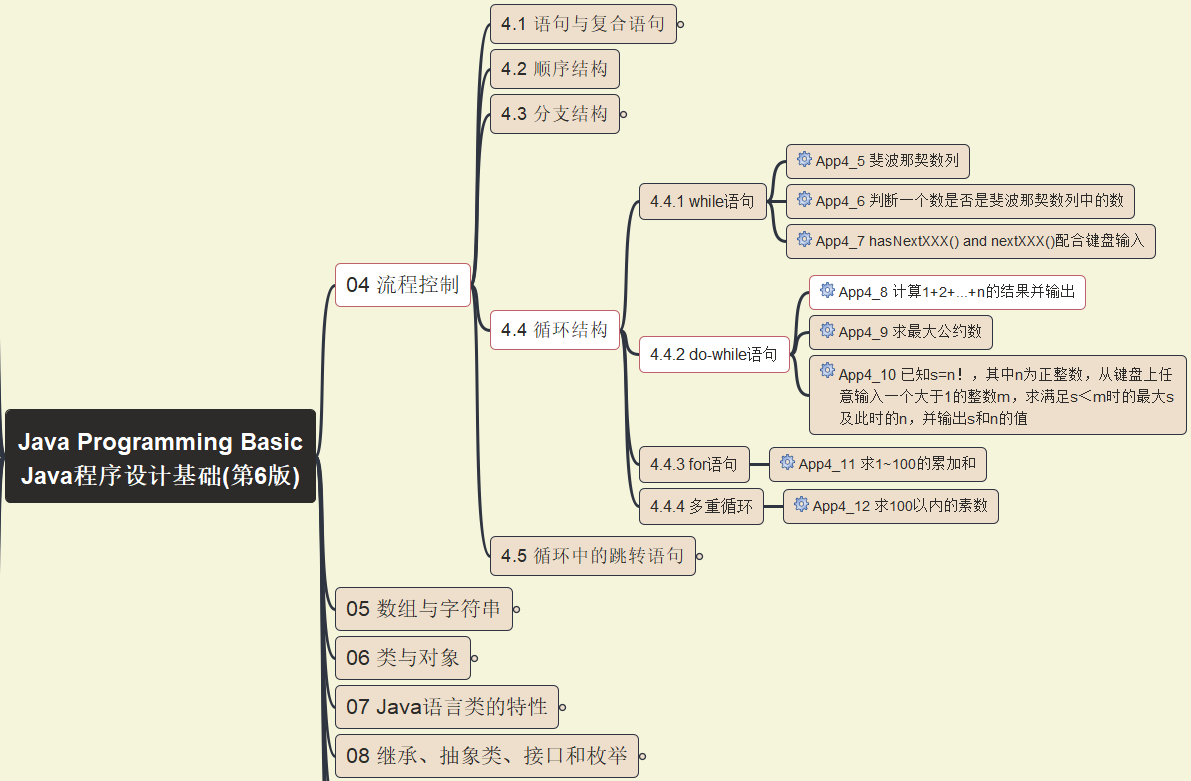 Java Programming Basic
Java程序设计基础(第6版)
04 流程控制
4.1 语句与复合语句
4.2 顺序结构
4.3 分支结构
4.4 循环结构
4.4.1 while语句
App4_5 斐波那契数列
App4_6 判断一个数是否是斐波那契数列中的数
App4_7 hasNextXXX() and nextXXX()配合键盘输入
4.4.2 do-while语句
App4_8 计算1+2+...+n的结果并输出
App4_9 求最大公约数
App4_10 已知s=n！，其中n为正整数，从键盘上任
意输入一个大于1的整数m，求满足s＜m时的最大s
及此时的n，并输出s和n的值
4.4.3 for语句
App4_11 求1~100的累加和
4.4.4 多重循环
App4_12 求100以内的素数
4.5 循环中的跳转语句
05 数组与字符串
06 类与对象
07 Java语言类的特性
08 继承、抽象类、接口和枚举